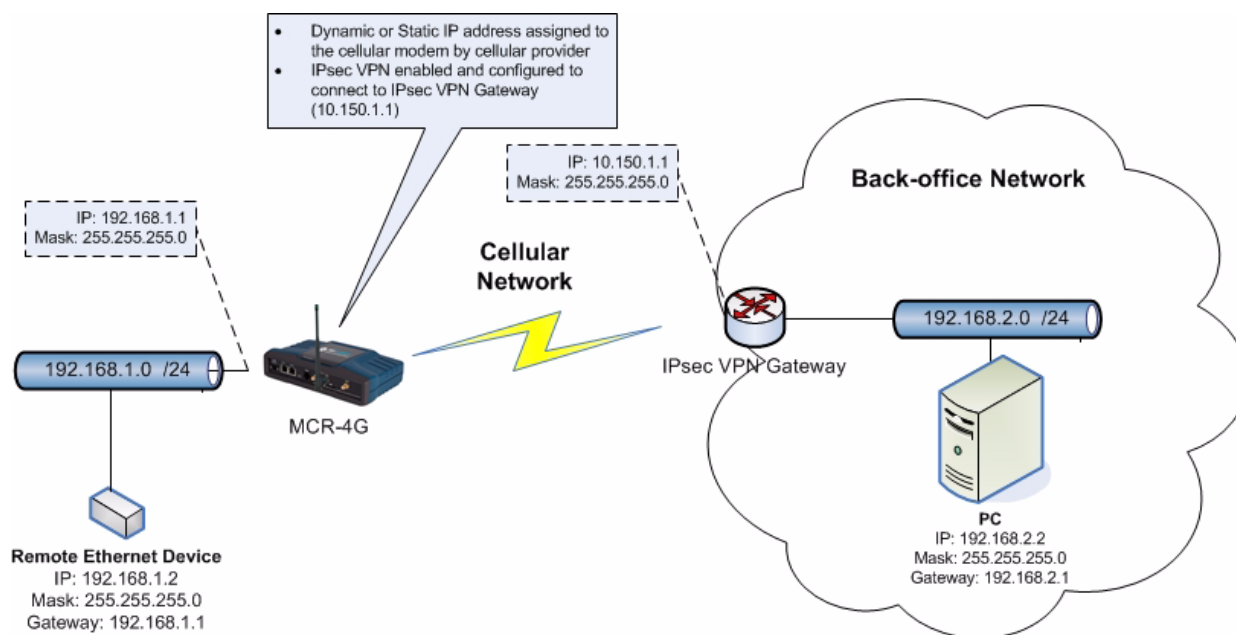 • Dynamic or Static IP address assigned to
the cellular modem by cellular provider
• IPsec VPN enabled and configured to
connect to IPsec VPN Gateway
(10.150.1.1)
IP: 10.150.1.1
Mask: 255.255.255.0
Back-office Network
IP: 192.168.1.1
Mask: 255.255.255.0
Cellular
Network
192.168.1.0 /24
MCR-4G
IPsec VPN Gateway
192.168.2.0 /24
Remote Ethernet Device
IP: 192.168.1.2
Mask: 255.255.255.0
Gateway: 192.168.1.1
PC
IP: 192.168.2.2
Mask: 255.255.255.0
Gateway: 192.168.2.1